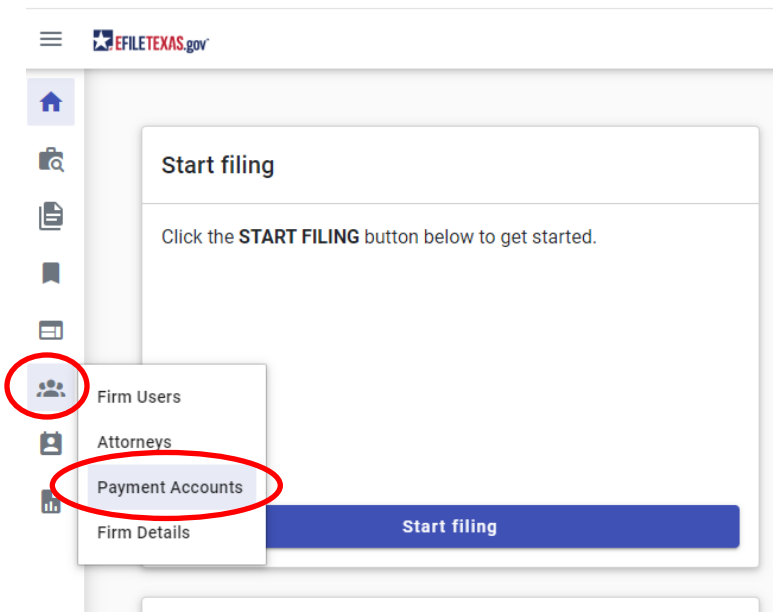 EFILETEXAS.gov
Start filing
Click the START FILING button below to get started.
Firm Users
Attorneys
Payment Accounts
Firm Details
Start filing